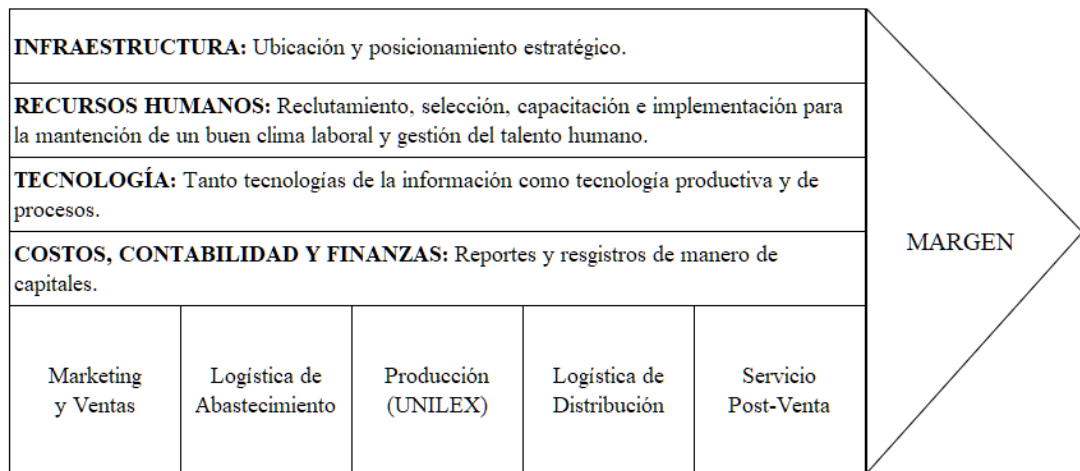 INFRAESTRUCTURA: Ubicación y posicionamiento estratégico.
RECURSOS HUMANOS: Reclutamiento, selección, capacitación e implementación para
la mantención de un buen clima laboral y gestión del talento humano.
TECNOLOGÍA: Tanto tecnologías de la información como tecnología productiva y de
procesos.
COSTOS, CONTABILIDAD Y FINANZAS: Reportes y resgistros de manero de
capitales.
MARGEN
Marketing
y Ventas
Logística de
Abastecimiento
Producción
(UNILEX)
Logística de
Distribución
Servicio
Post-Venta